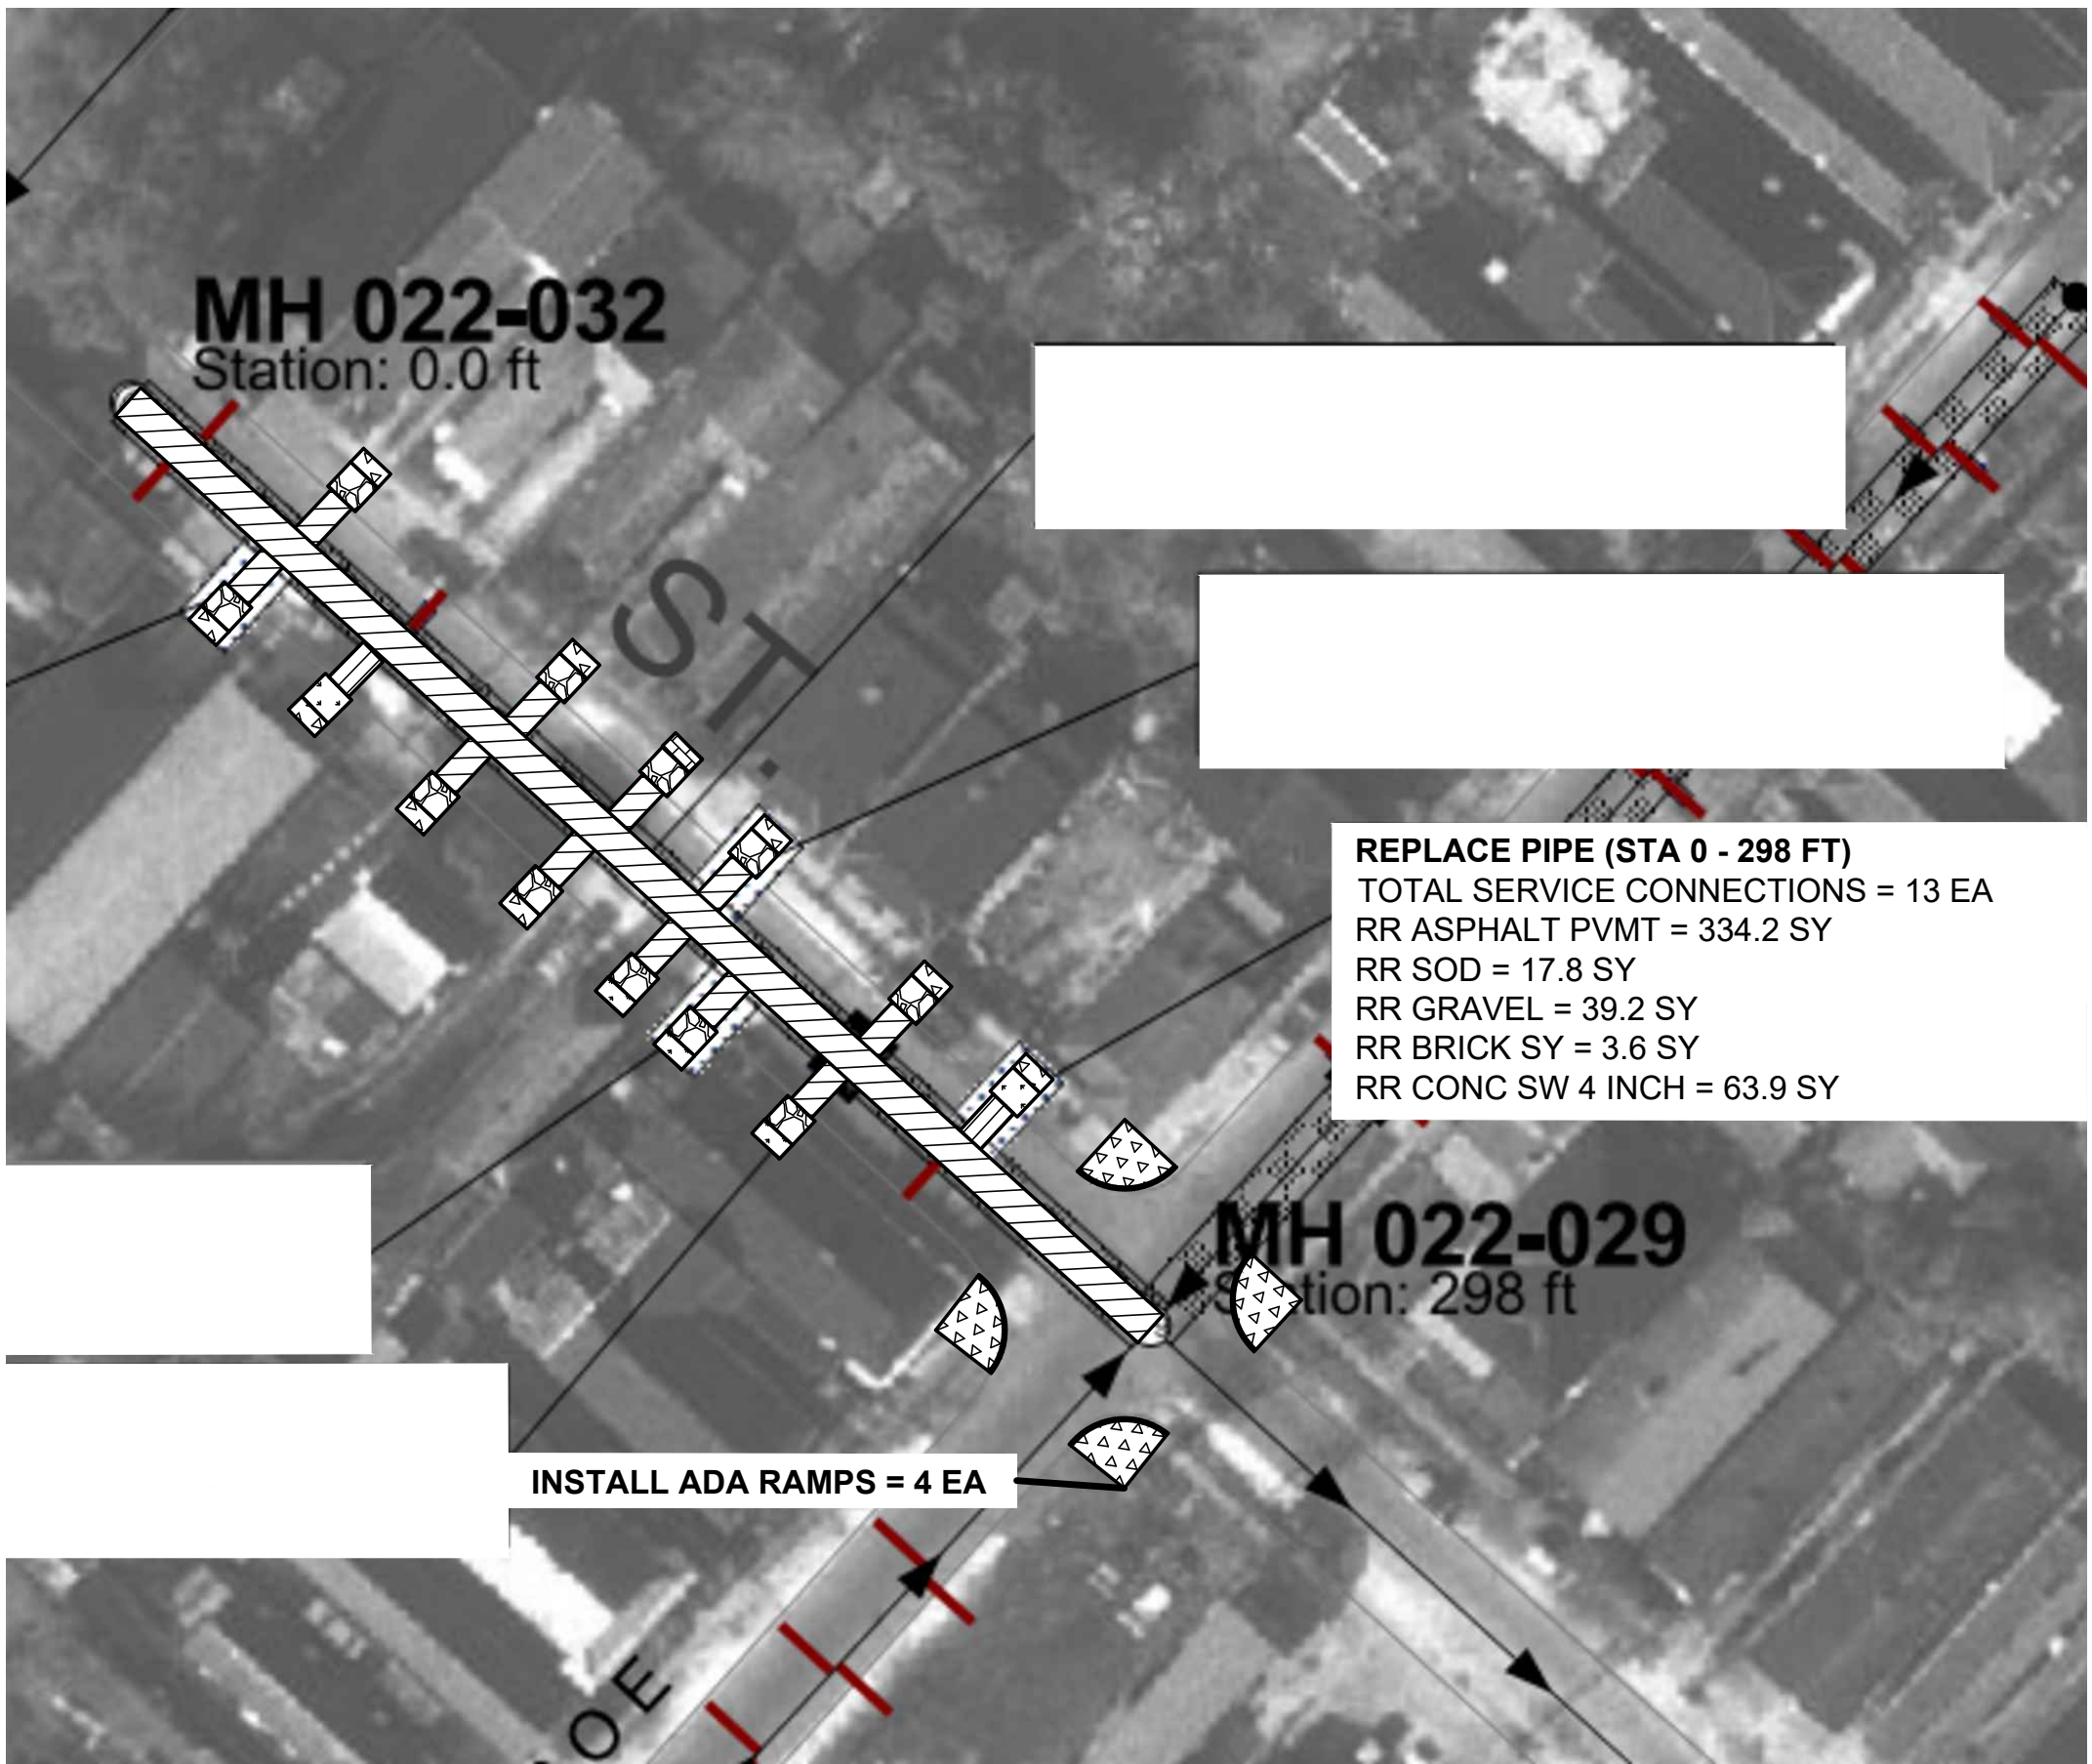 MH 022-032
Station: 0.0 ft
ST.
REPLACE PIPE (STA 0 - 298 FT)
TOTAL SERVICE CONNECTIONS = 13 EA
RR ASPHALT PVMT = 334.2 SY
RR SOD = 17.8 SY
RR GRAVEL = 39.2 SY
RR BRICK SY = 3.6 SY
RR CONC SW 4 INCH = 63.9 SY
MH 022-029
Station: 298 ft
INSTALL ADA RAMPS = 4 EA
OE